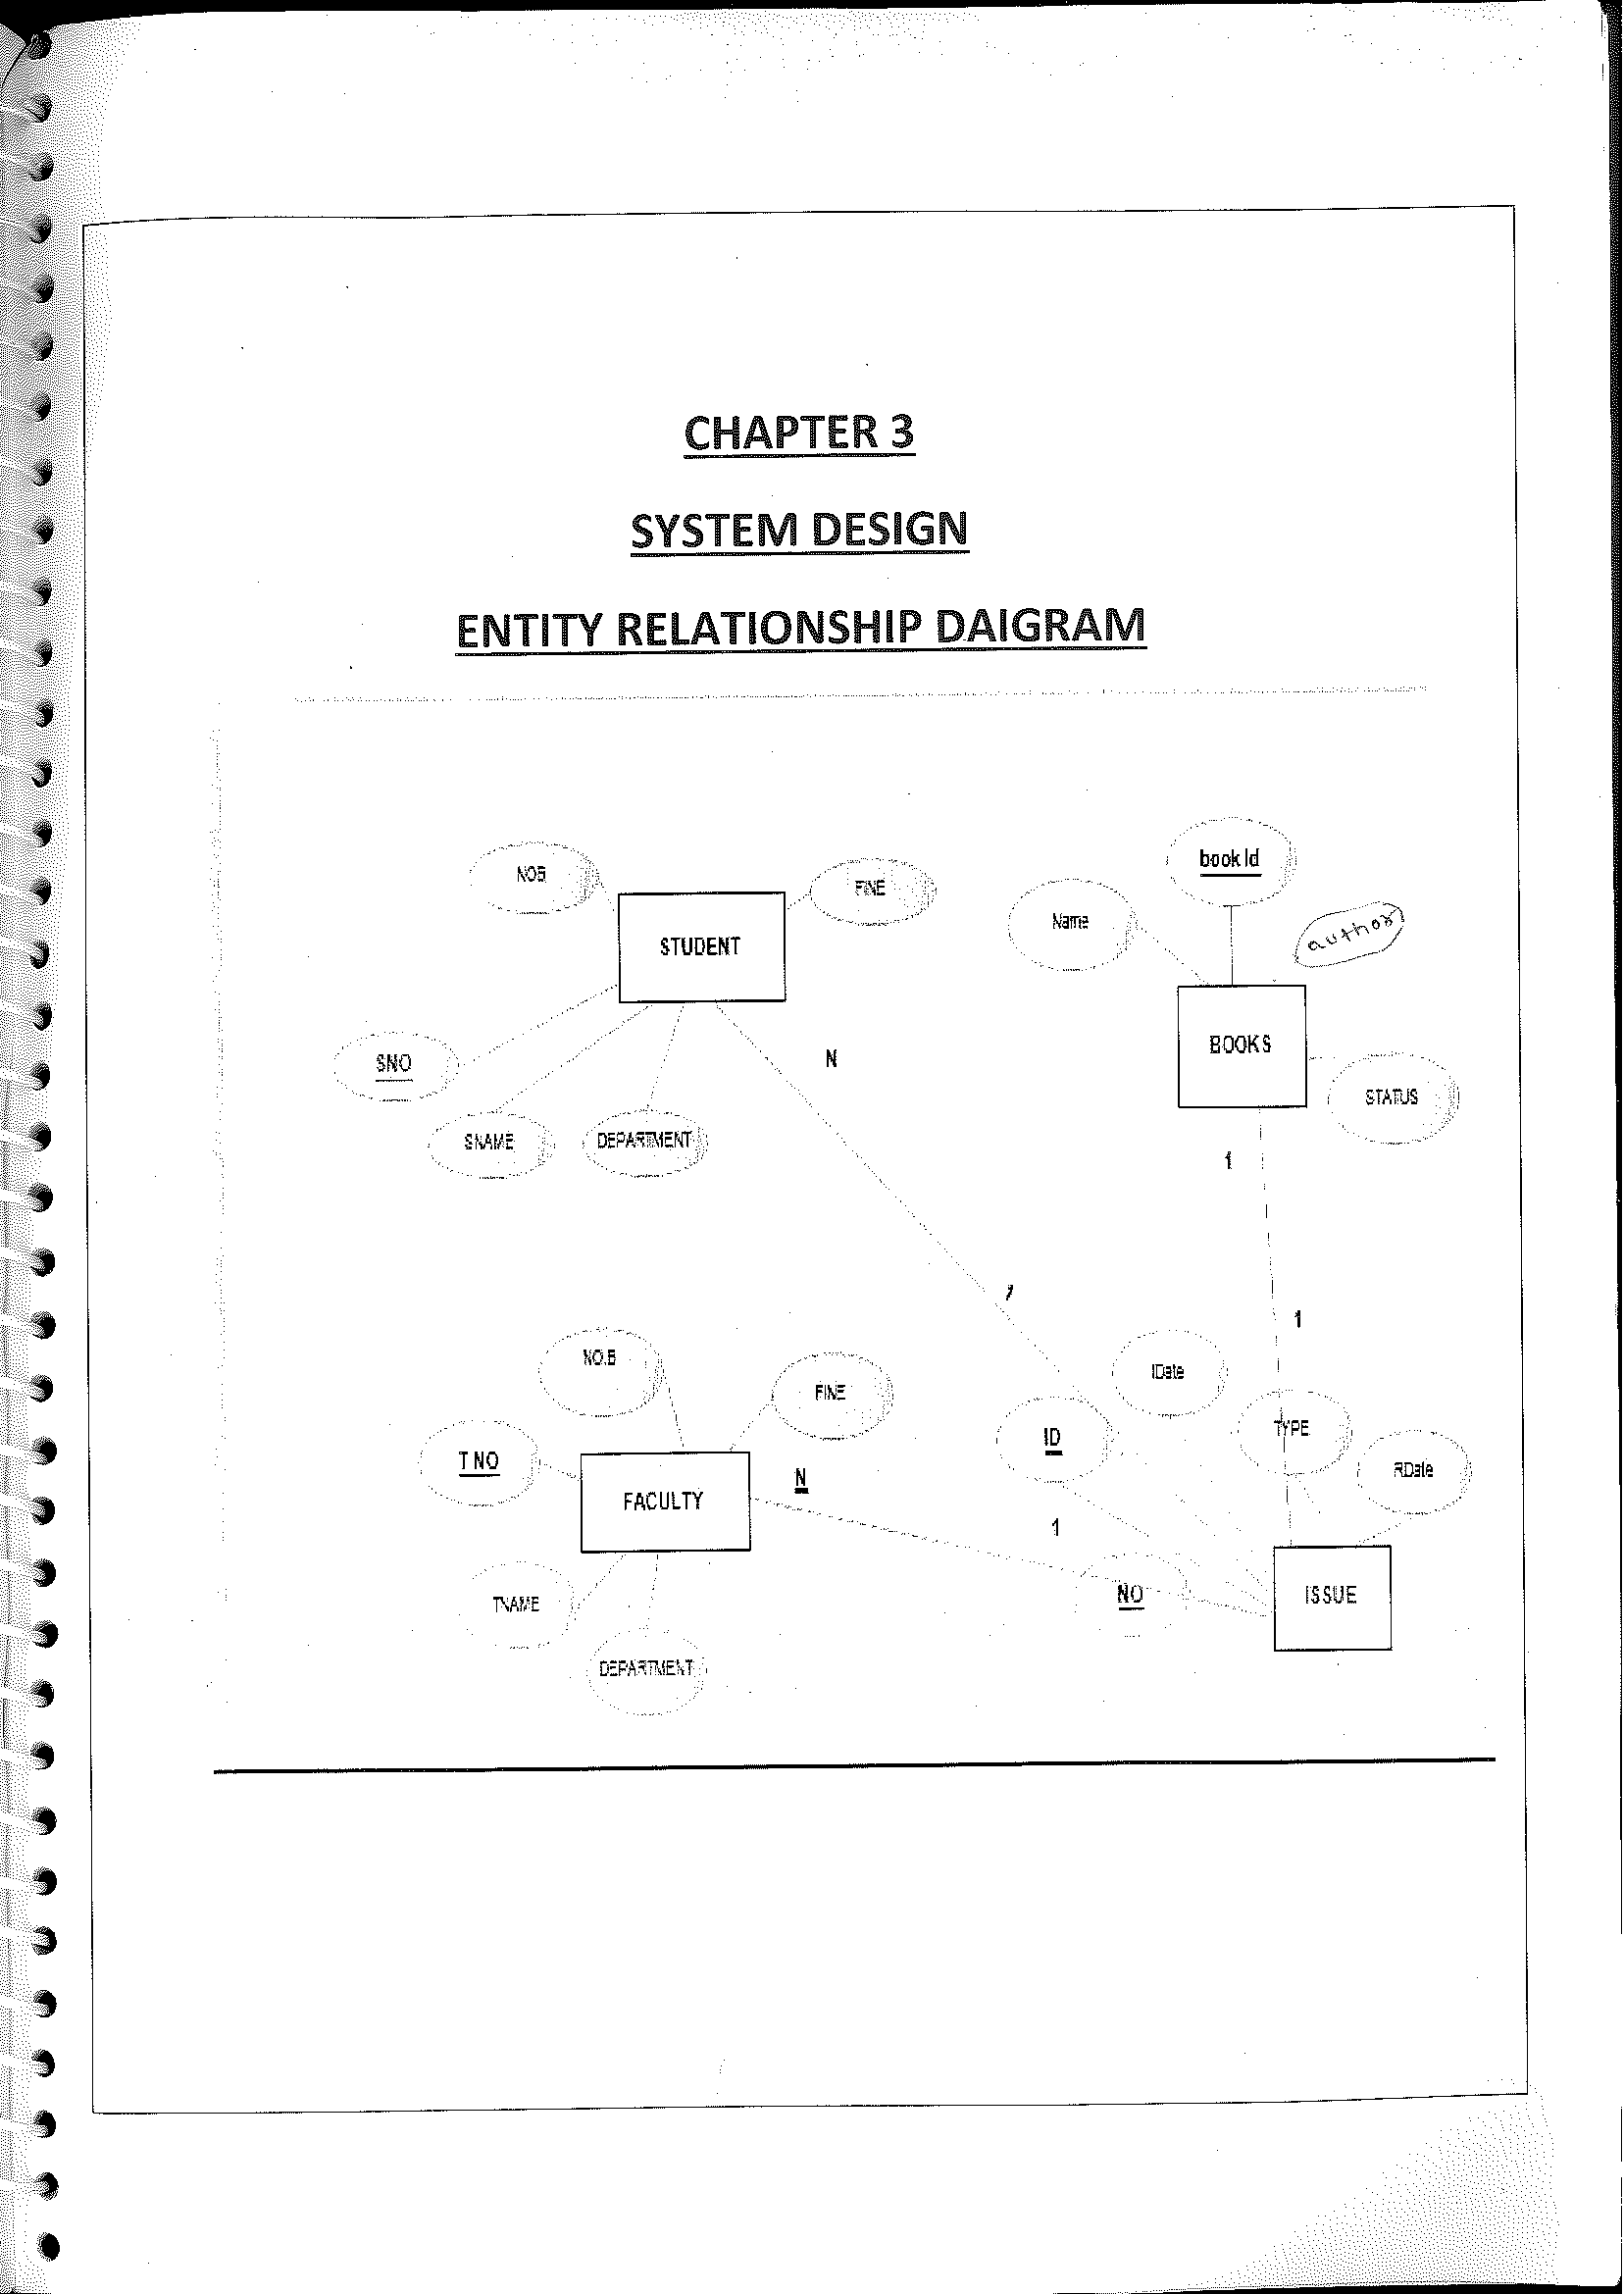 CHAPTER 3
SYSTEM DESIGN
ENTITY RELATIONSHIP DAIGRAM
NOB
FINE
STUDENT
SNO
SNAME
DEPARTMENT
N
book Id
Name
author
BOOKS
STATUS
1
1
NO.B
FINE
T NO
FACULTY
N
TNAME
DEPARTMENT
IDate
ID
TYPE
RDate
1
NO
ISSUE